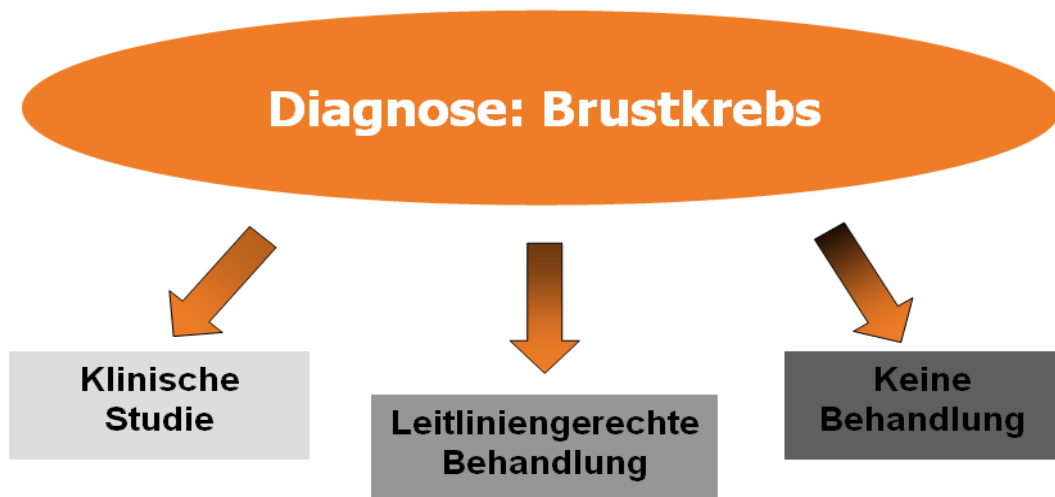 Diagnose: Brustkrebs
Klinische
Studie
Leitliniengerechte
Behandlung
Keine
Behandlung